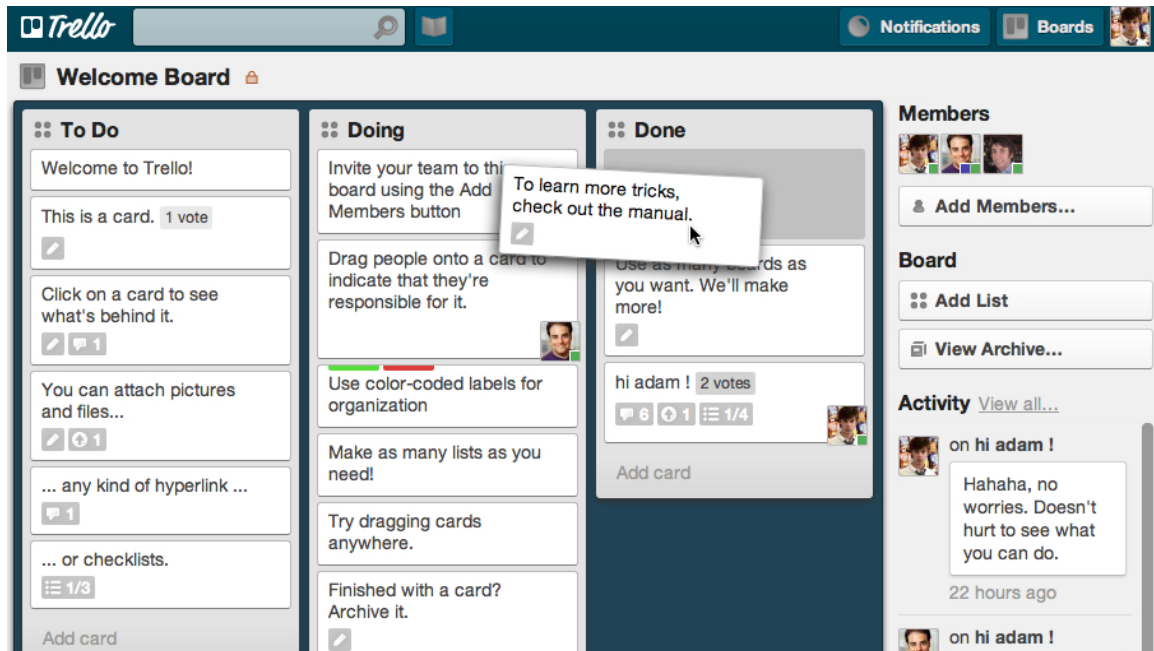 Trello
Notifications
Boards
Welcome Board
To Do
Welcome to Trello!
This is a card. 1 vote
Click on a card to see
what's behind it.
1
You can attach pictures
and files...
1
... any kind of hyperlink ...
1
... or checklists.
1/3
Add card
Doing
Invite your team to this
board using the Add
Members button
Drag people onto a card to
indicate that they're
responsible for it.
Use color-coded labels for
organization
Make as many lists as you
need!
Try dragging cards
anywhere.
Finished with a card?
Archive it.
Done
To learn more tricks,
check out the manual.
Use as many boards as
you want. We'll make
more!
hi adam ! 2 votes
6 1 1/4
Add card
Members
Add Members...
Board
Add List
View Archive...
Activity View all...
on hi adam !
Hahaha, no
worries. Doesn't
hurt to see what
you can do.
22 hours ago
on hi adam !